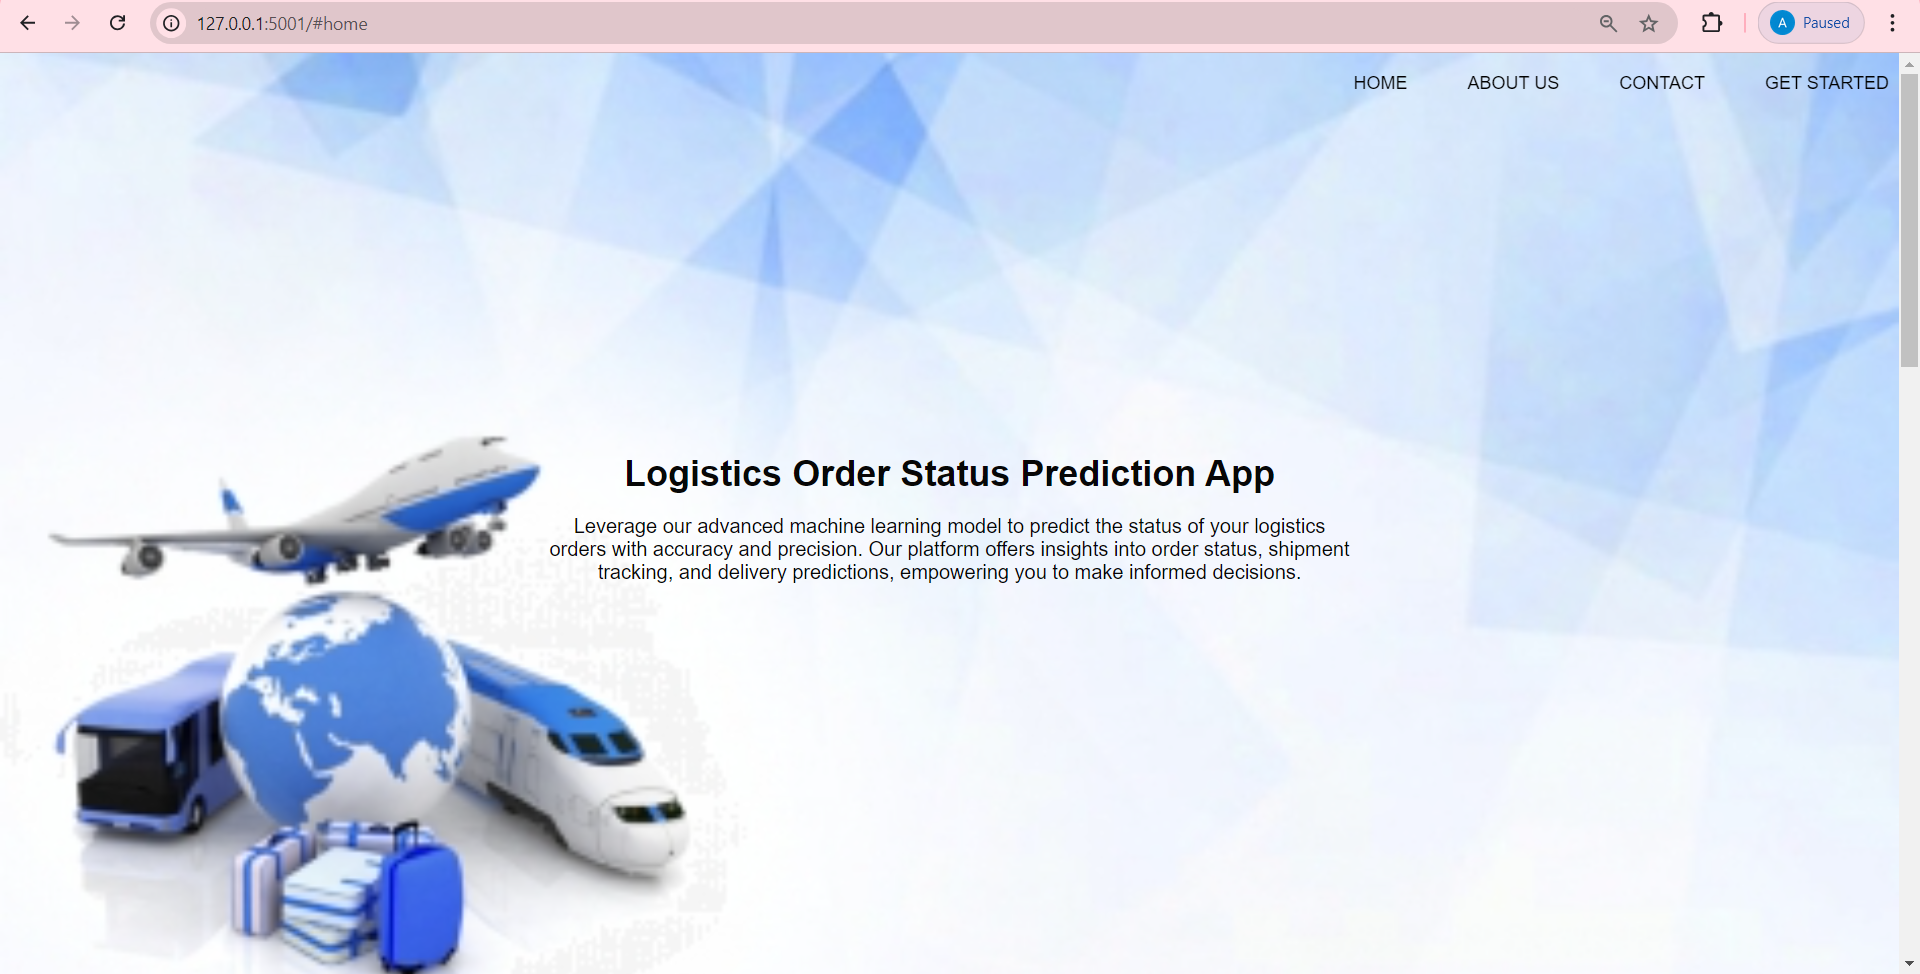 127.0.0.1:5001/#home
A Paused
HOME ABOUT US CONTACT GET STARTED
Logistics Order Status Prediction App
Leverage our advanced machine learning model to predict the status of your logistics
orders with accuracy and precision. Our platform offers insights into order status, shipment
tracking, and delivery predictions, empowering you to make informed decisions.